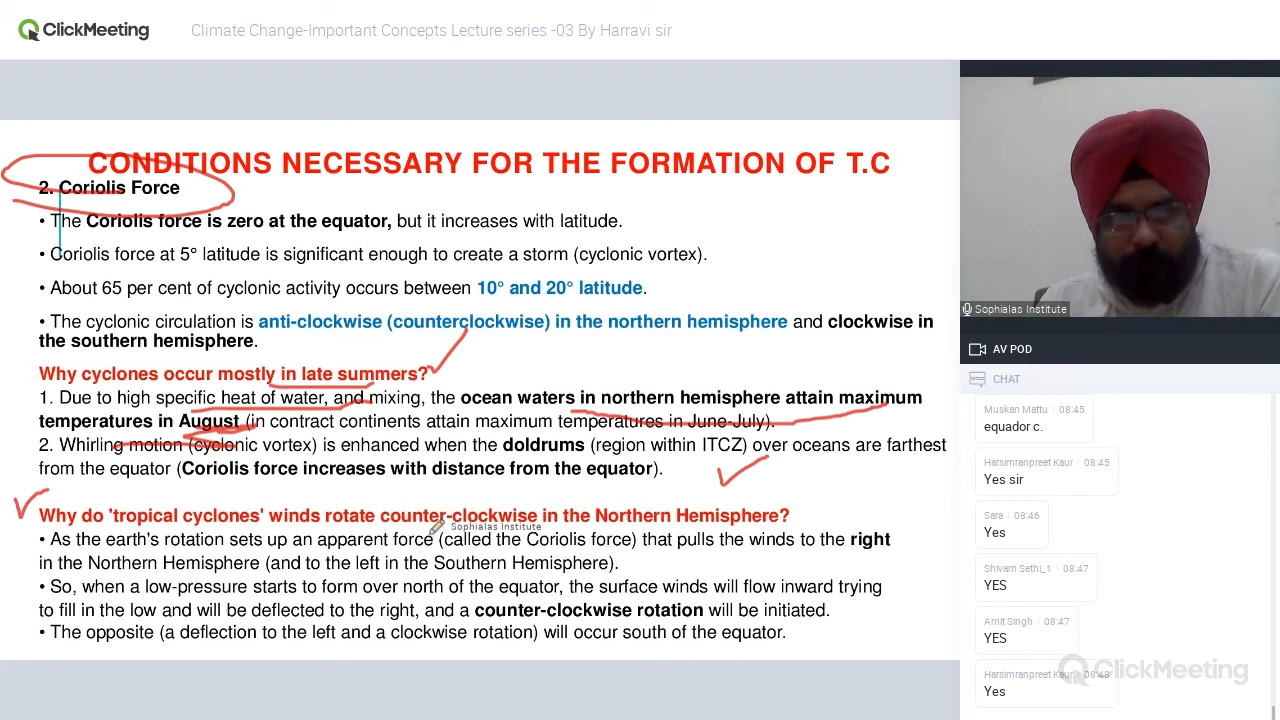 ClickMeeting
Climate Change-Important Concepts Lecture series -03 By Harravi sir
CONDITIONS NECESSARY FOR THE FORMATION OF T.C
2. Coriolis Force
• The Coriolis force is zero at the equator, but it increases with latitude.
• Coriolis force at 5° latitude is significant enough to create a storm (cyclonic vortex).
• About 65 per cent of cyclonic activity occurs between 10° and 20° latitude.
• The cyclonic circulation is anti-clockwise (counterclockwise) in the northern hemisphere and clockwise in
the southern hemisphere.
Why cyclones occur mostly in late summers?
1. Due to high specific heat of water, and mixing, the ocean waters in northern hemisphere attain maximum
temperatures in August (in contract continents attain maximum temperatures in June-July).
2. Whirling motion (cyclonic vortex) is enhanced when the doldrums (region within ITCZ) over oceans are farthest
from the equator (Coriolis force increases with distance from the equator).
Why do 'tropical cyclones' winds rotate counter-clockwise in the Northern Hemisphere?
Sophialas Institute
• As the earth's rotation sets up an apparent force (called the Coriolis force) that pulls the winds to the right
in the Northern Hemisphere (and to the left in the Southern Hemisphere).
• So, when a low-pressure starts to form over north of the equator, the surface winds will flow inward trying
to fill in the low and will be deflected to the right, and a counter-clockwise rotation will be initiated.
• The opposite (a deflection to the left and a clockwise rotation) will occur south of the equator.
Sophialas Institute
AV POD
CHAT
Muskan Mattu 08:45
equador c.
Harsimranpreet Kaur 08:45
Yes sir
Sara 08:46
Yes
Shivam Sethi_1 08:47
YES
Amit Singh 08:47
YES
Harsimranpreet Kaur 08:48
Yes
ClickMeeting